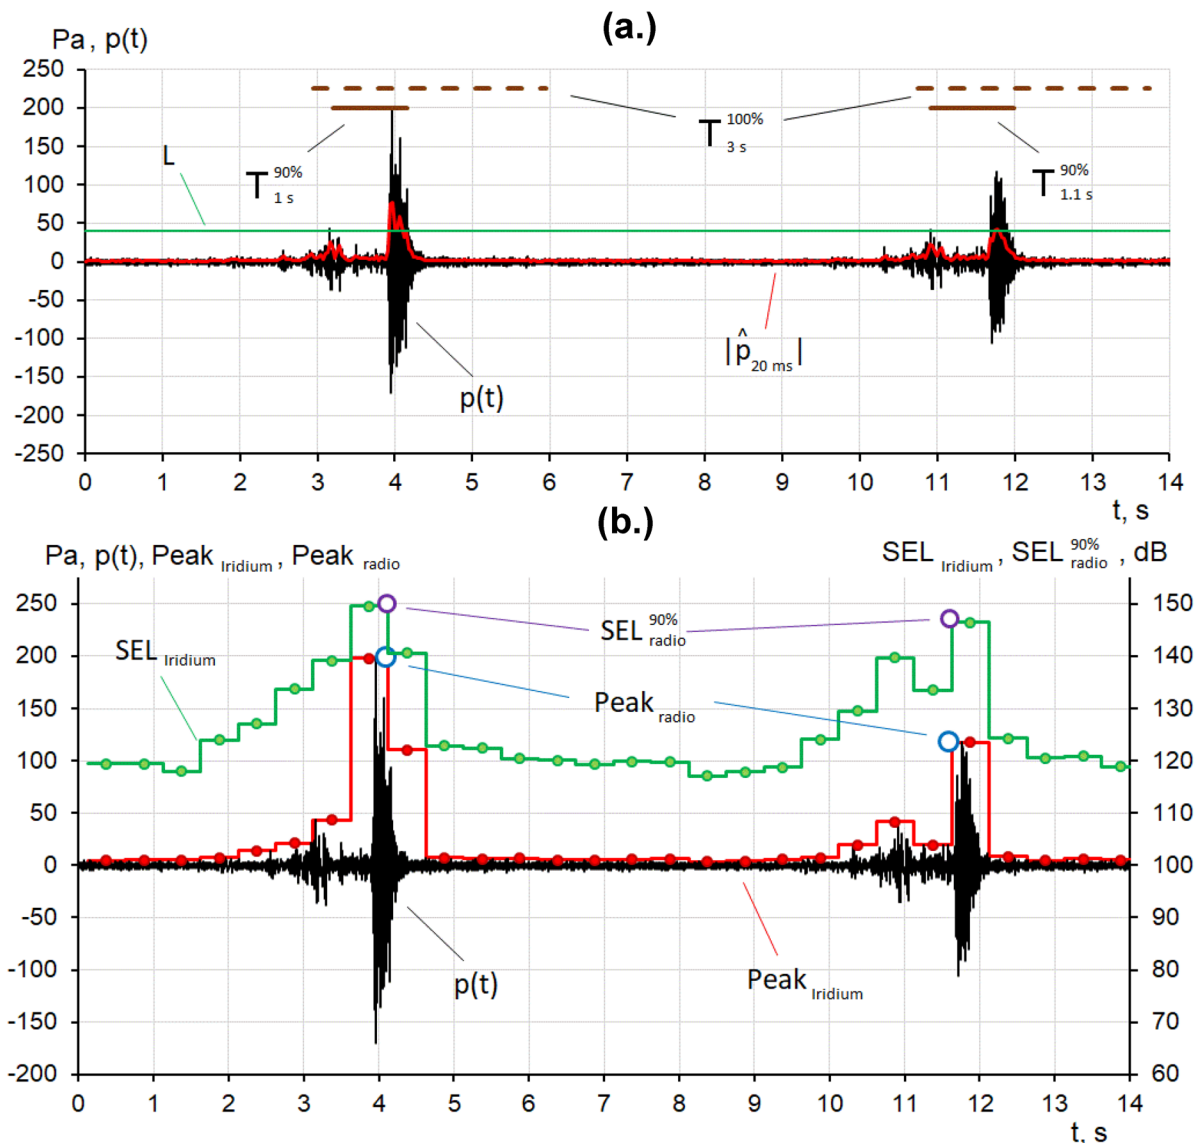 (a.)
Pa, p(t)
250
200
150
100
50
0
-50
-100
-150
-200
-250
L
T 90% 1 s
T 100% 3 s
T 90% 1.1 s
|p̂ 20 ms|
p(t)
0 1 2 3 4 5 6 7 8 9 10 11 12 13 14
t, s
(b.)
Pa, p(t), Peak Iridium, Peak radio
SEL Iridium, SEL 90% radio, dB
250
200
150
100
50
0
-50
-100
-150
-200
150
140
130
120
110
100
90
80
70
60
SEL Iridium
SEL 90% radio
Peak radio
p(t)
Peak Iridium
0 1 2 3 4 5 6 7 8 9 10 11 12 13 14
t, s